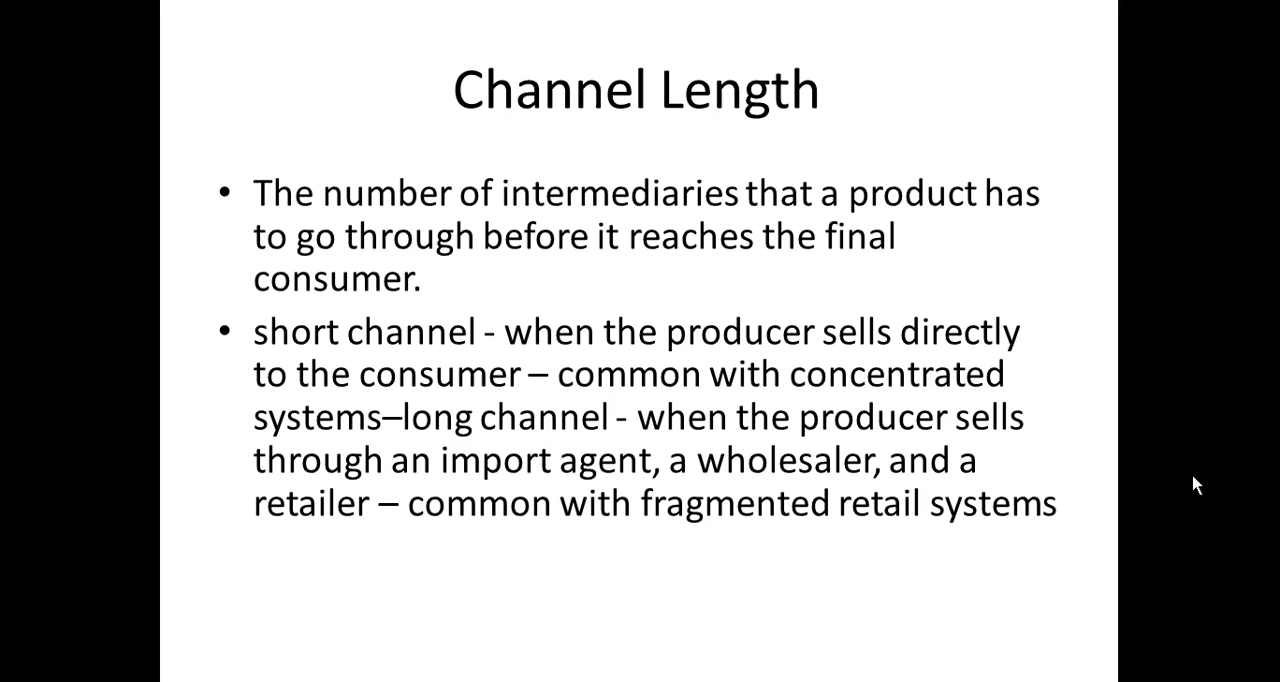 Channel Length
• The number of intermediaries that a product has
to go through before it reaches the final
consumer.
• short channel - when the producer sells directly
to the consumer – common with concentrated
systems–long channel - when the producer sells
through an import agent, a wholesaler, and a
retailer – common with fragmented retail systems